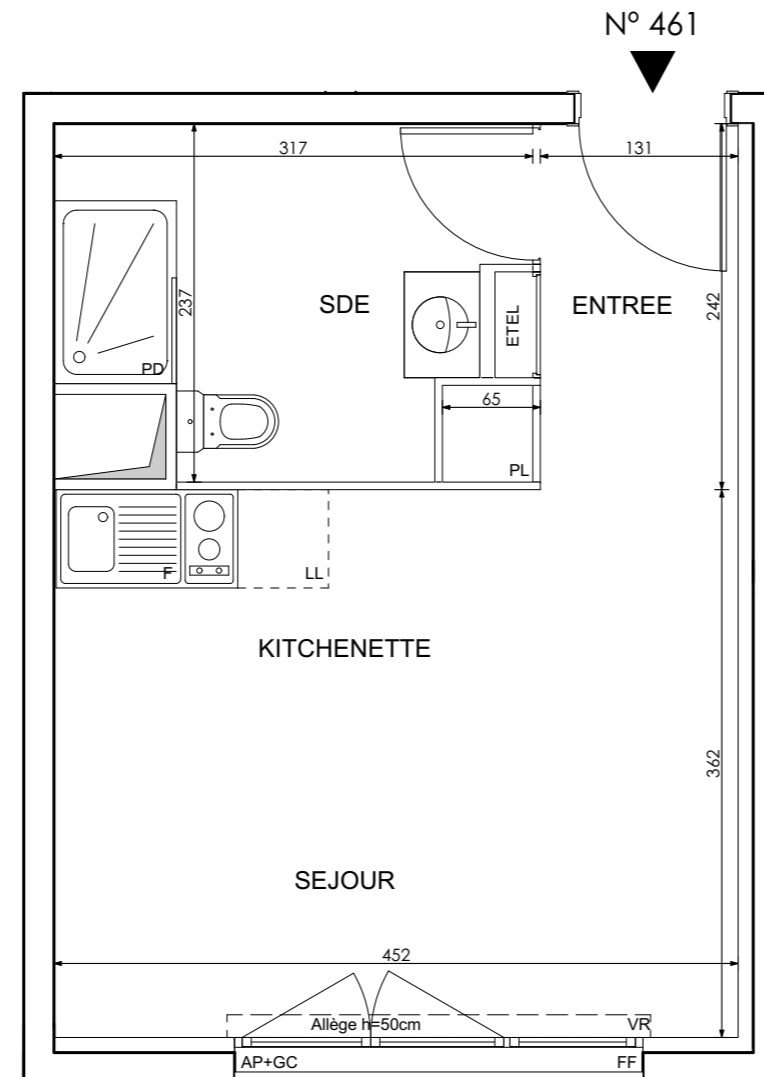 Nº 461
317
131
237
SDE
ETEL
ENTREE
242
PD
65
PL
F
LL
KITCHENETTE
362
SEJOUR
452
Allège h=50cm
VR
AP+GC
FF